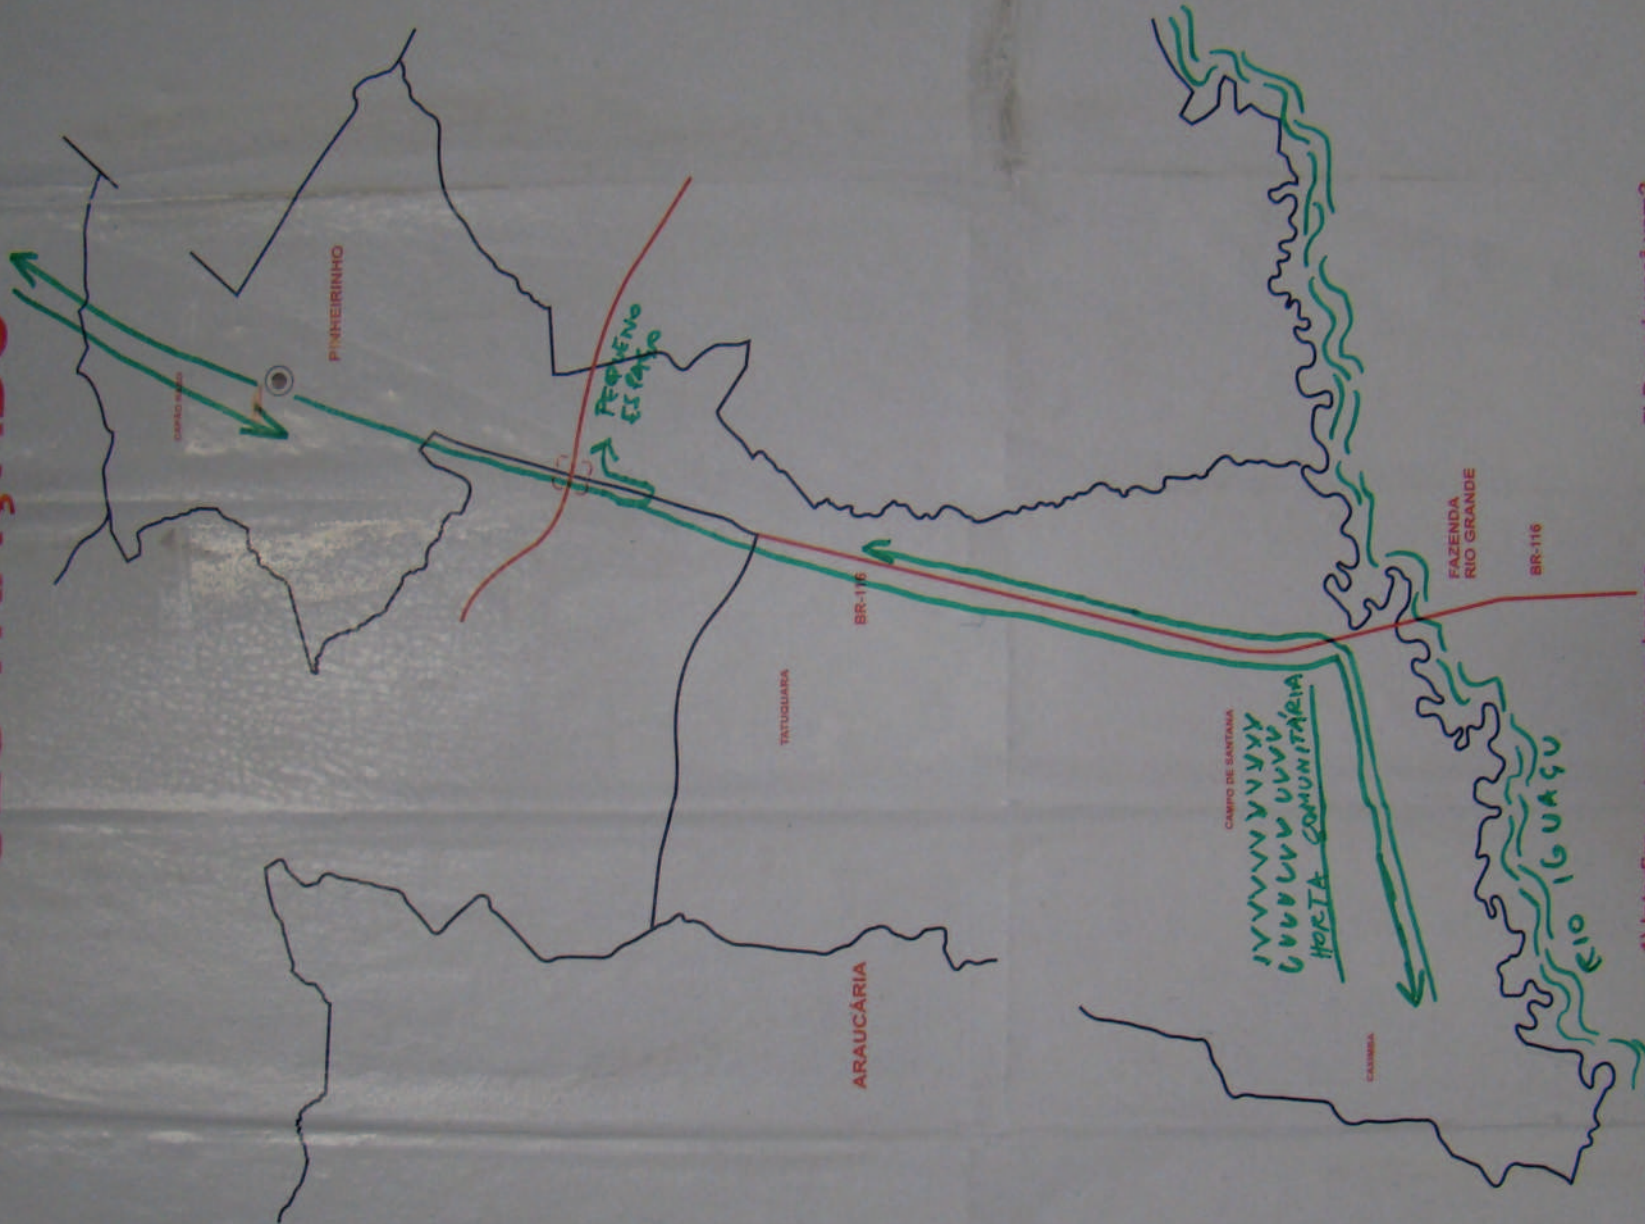 PINHEIRINHO
PEQUENO
ESPAÇO
BR-116
TATUQUARA
ARAUCÁRIA
CAMPO DE SANTANA
HORTA COMUNITÁRIA
CAXIMBA
FAZENDA
RIO GRANDE
BR-116
RIO IGUAÇU